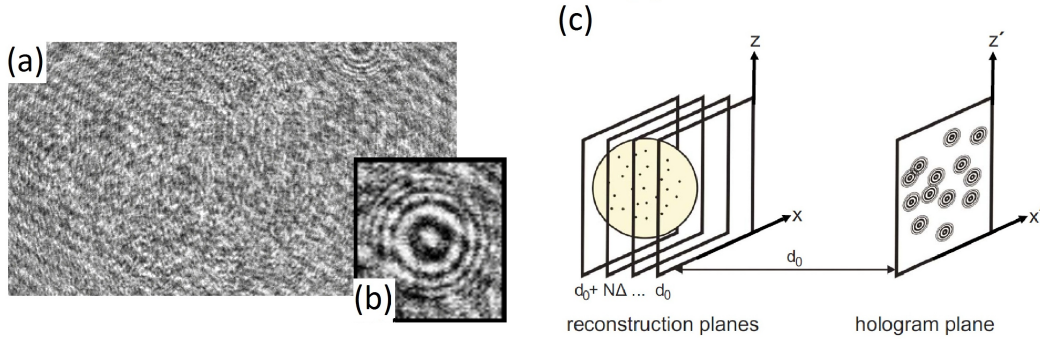 (a)
(b)
(c)
z
z´
x
x´
d₀
d₀+ NΔ ... d₀
reconstruction planes
hologram plane